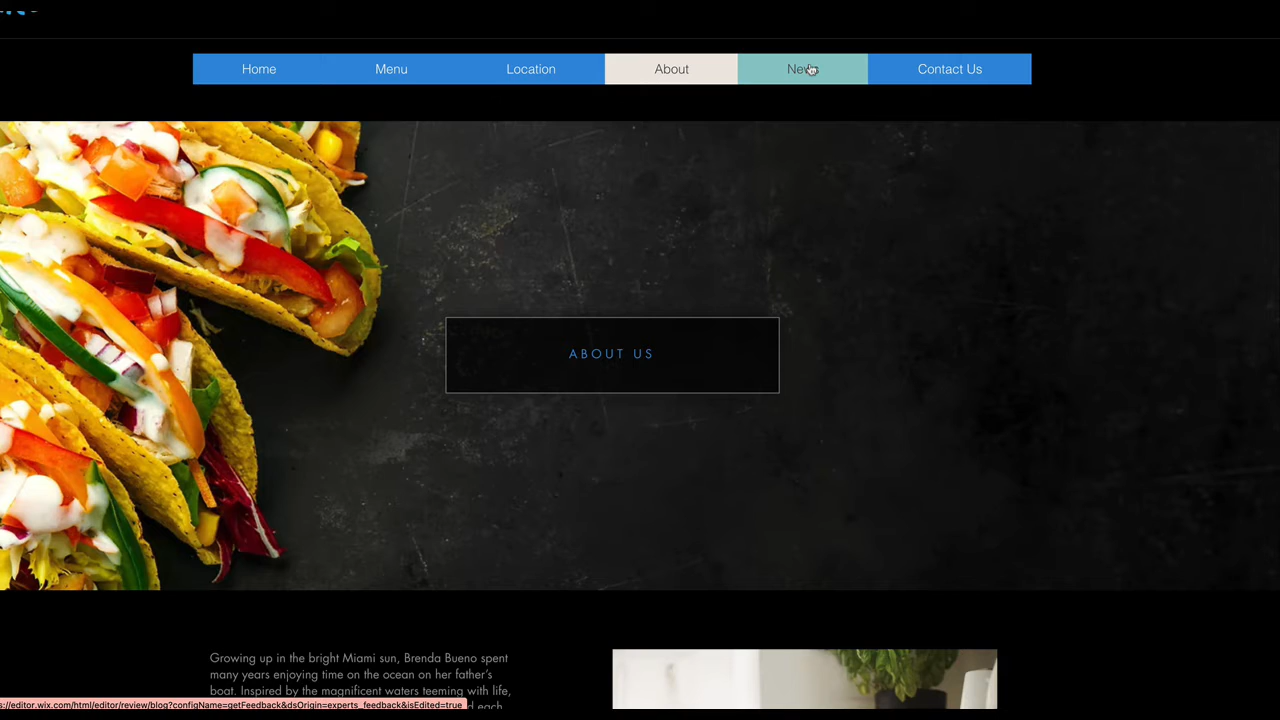 Home Menu Location About News Contact Us
ABOUT US
Growing up in the bright Miami sun, Brenda Bueno spent
many years enjoying time on the ocean on her father's
boat. Inspired by the magnificent waters teeming with life,
each
s://editor.wix.com/html/editor/review/blog?configName=getFeedback&dsOrigin=experts_feedback&isEdited=true